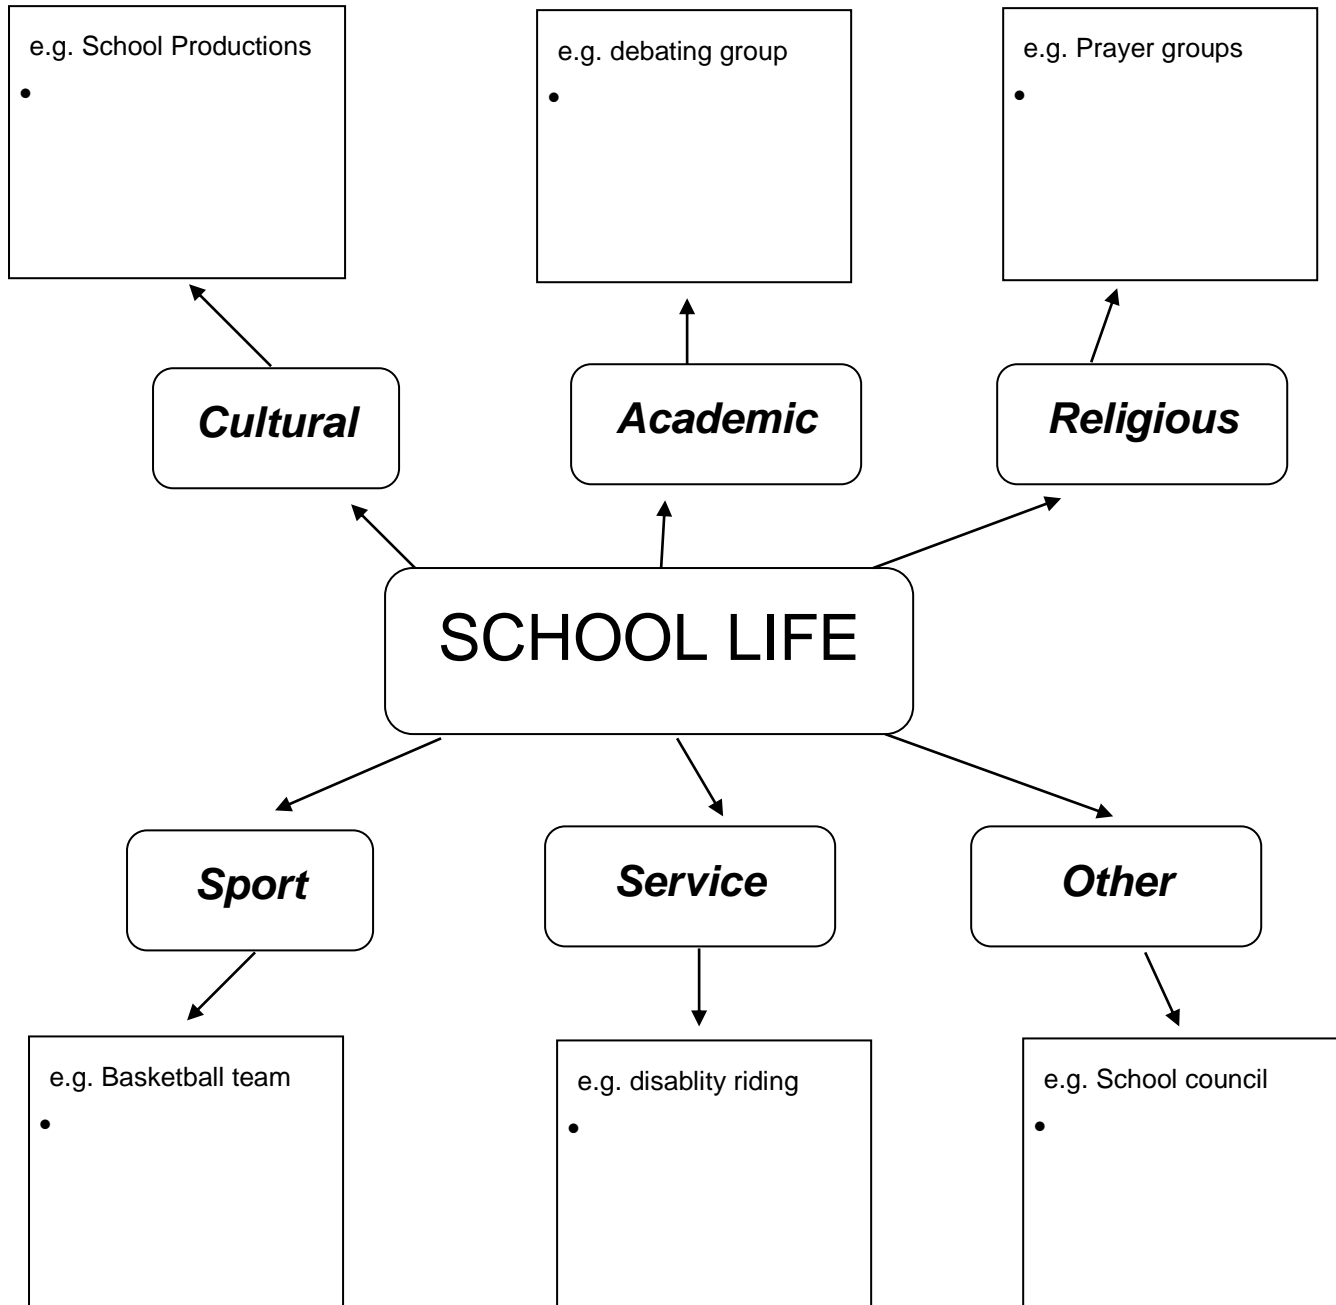 e.g. School Productions
•
e.g. debating group
•
e.g. Prayer groups
•
Cultural
Academic
Religious
SCHOOL LIFE
Sport
Service
Other
e.g. Basketball team
•
e.g. disablity riding
•
e.g. School council
•